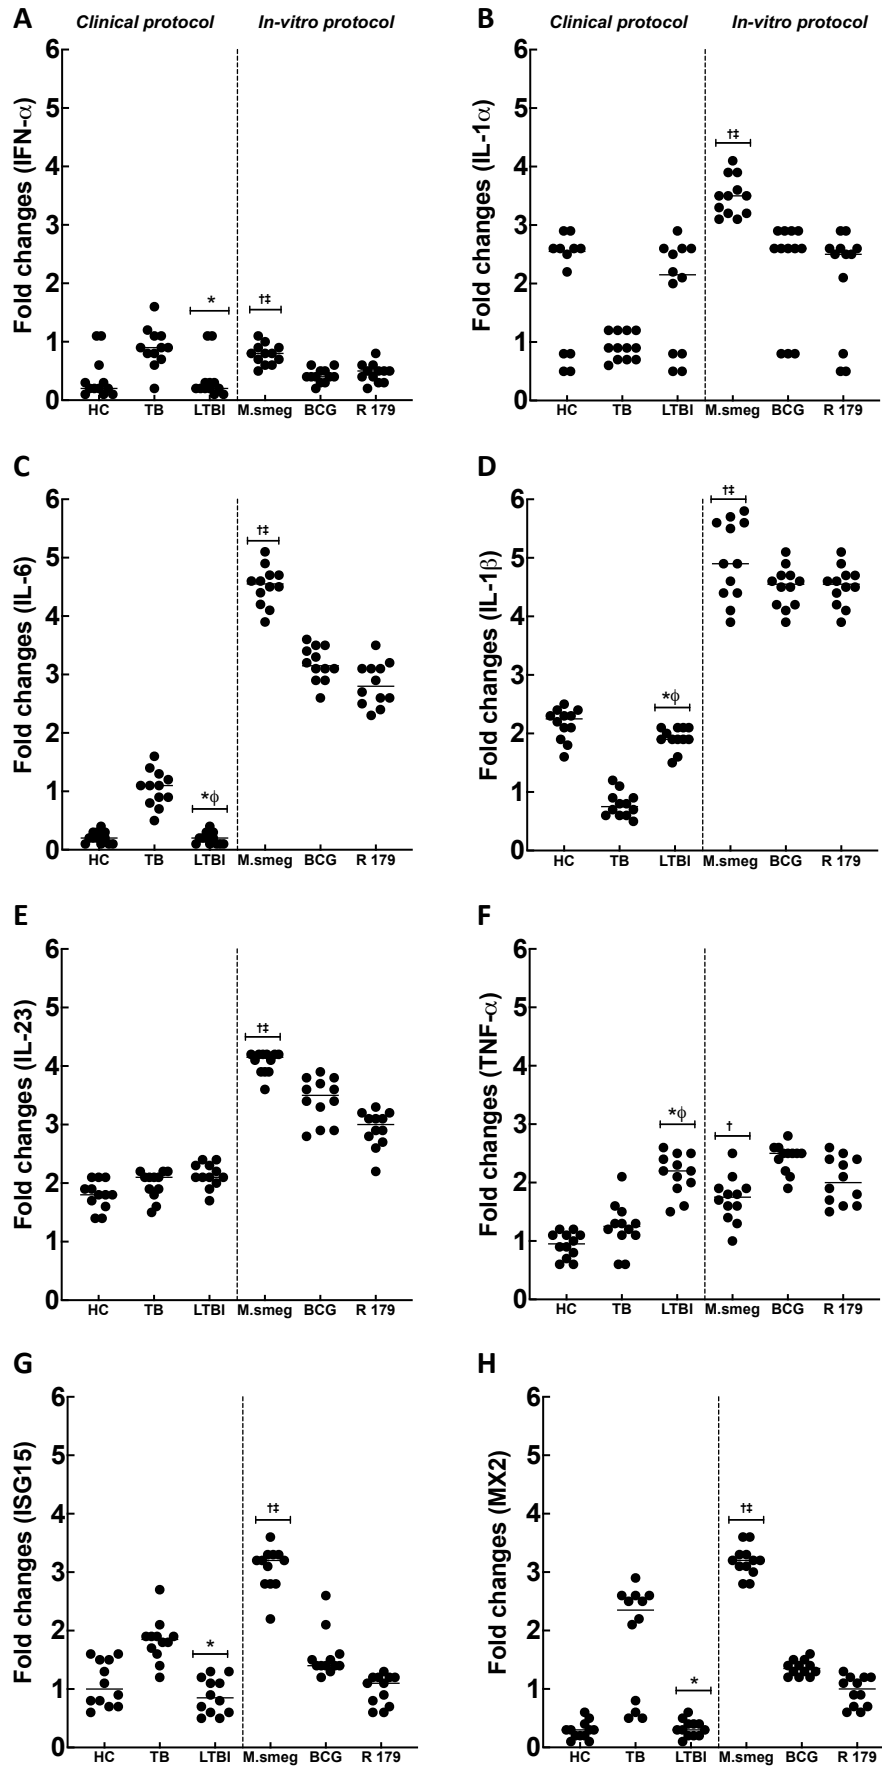 A
Clinical protocol
In-vitro protocol
Fold changes (IFN-α)
6
5
4
3
2
1
0
*
†‡
HC TB LTBI M.smeg BCG R 179
B
Clinical protocol
In-vitro protocol
Fold changes (IL-1α)
6
5
4
3
2
1
0
†‡
HC TB LTBI M.smeg BCG R 179
C
Fold changes (IL-6)
6
5
4
3
2
1
0
*ϕ
†‡
HC TB LTBI M.smeg BCG R 179
D
Fold changes (IL-1β)
6
5
4
3
2
1
0
*ϕ
†‡
HC TB LTBI M.smeg BCG R 179
E
Fold changes (IL-23)
6
5
4
3
2
1
0
†‡
HC TB LTBI M.smeg BCG R 179
F
Fold changes (TNF-α)
6
5
4
3
2
1
0
*ϕ
†
HC TB LTBI M.smeg BCG R 179
G
Fold changes (ISG15)
6
5
4
3
2
1
0
*
†‡
HC TB LTBI M.smeg BCG R 179
H
Fold changes (MX2)
6
5
4
3
2
1
0
*
†‡
HC TB LTBI M.smeg BCG R 179